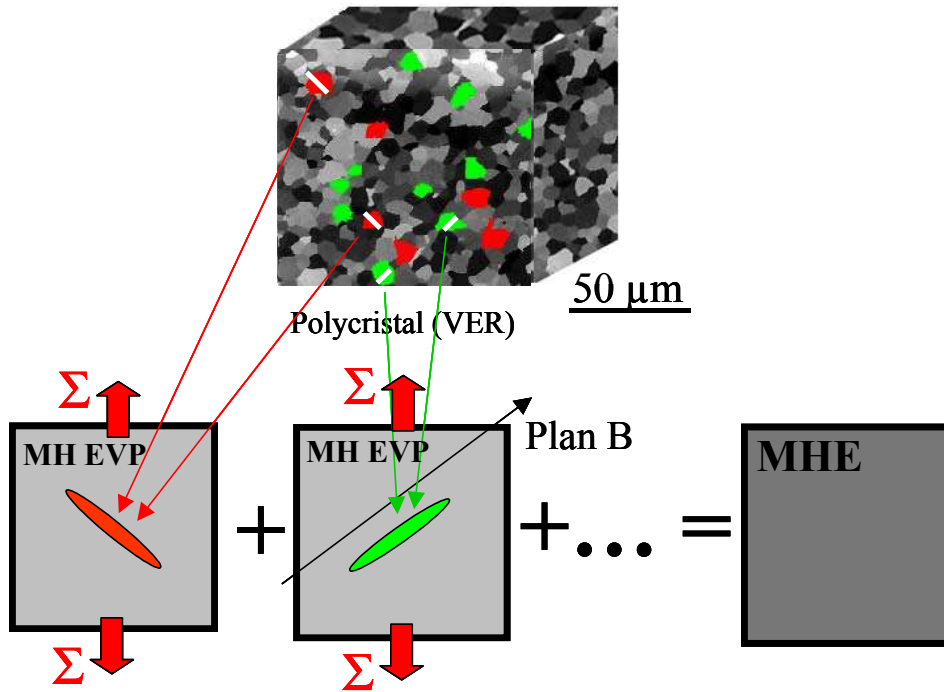 50 µm
Polycristal (VER)
Σ
Σ
MH EVP
MH EVP
Plan B
MHE
+
+... =
Σ
Σ